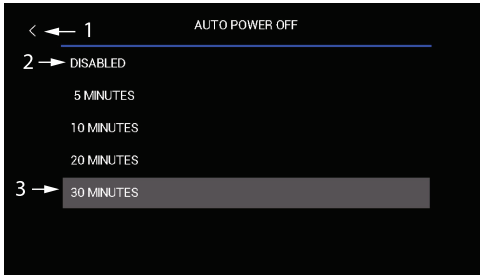 < 1 AUTO POWER OFF
2 DISABLED
5 MINUTES
10 MINUTES
20 MINUTES
3 30 MINUTES